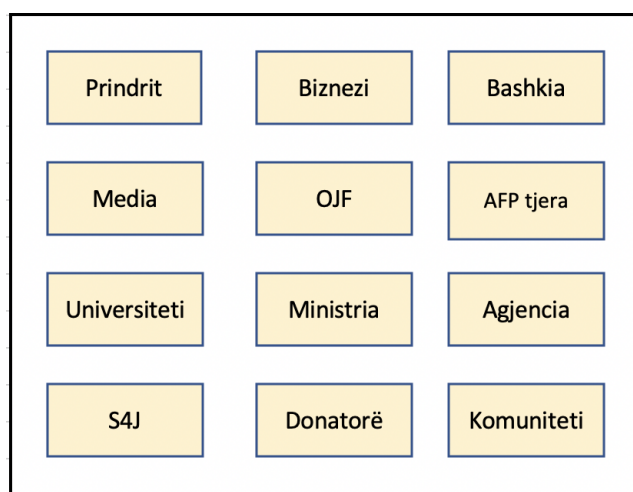 Prindrit
Biznezi
Bashkia
Media
OJF
AFP tjera
Universiteti
Ministria
Agjencia
S4J
Donatorë
Komuniteti